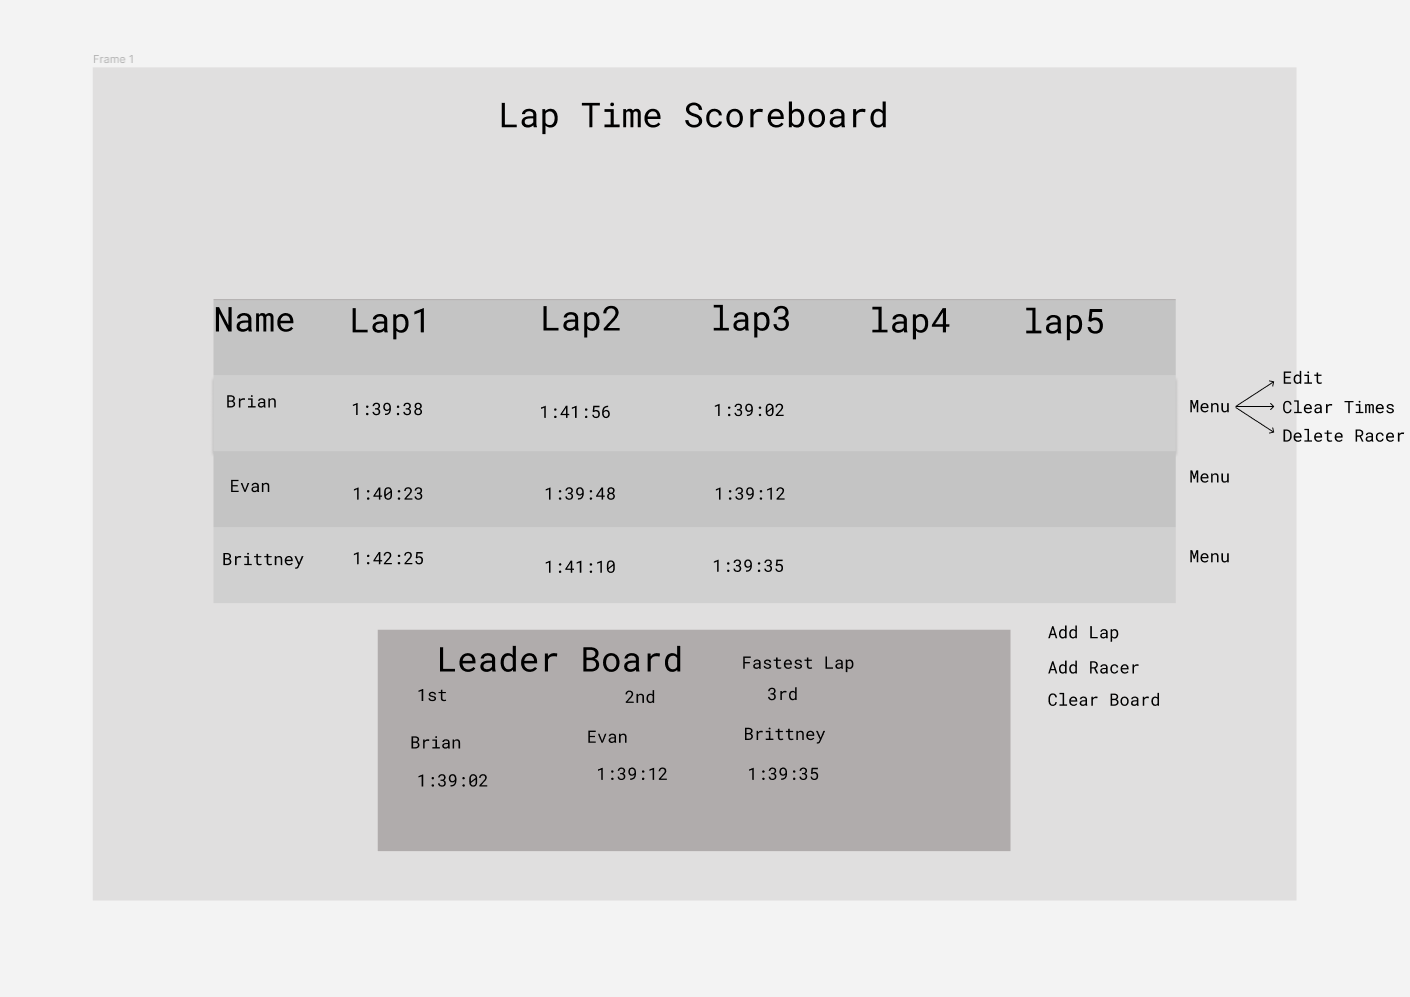 Frame 1
Lap Time Scoreboard
Name Lap1 Lap2 lap3 lap4 lap5
Brian 1:39:38 1:41:56 1:39:02 Menu
Edit
Clear Times
Delete Racer
Evan 1:40:23 1:39:48 1:39:12 Menu
Brittney 1:42:25 1:41:10 1:39:35 Menu
Leader Board Fastest Lap
1st 2nd 3rd
Brian Evan Brittney
1:39:02 1:39:12 1:39:35
Add Lap
Add Racer
Clear Board